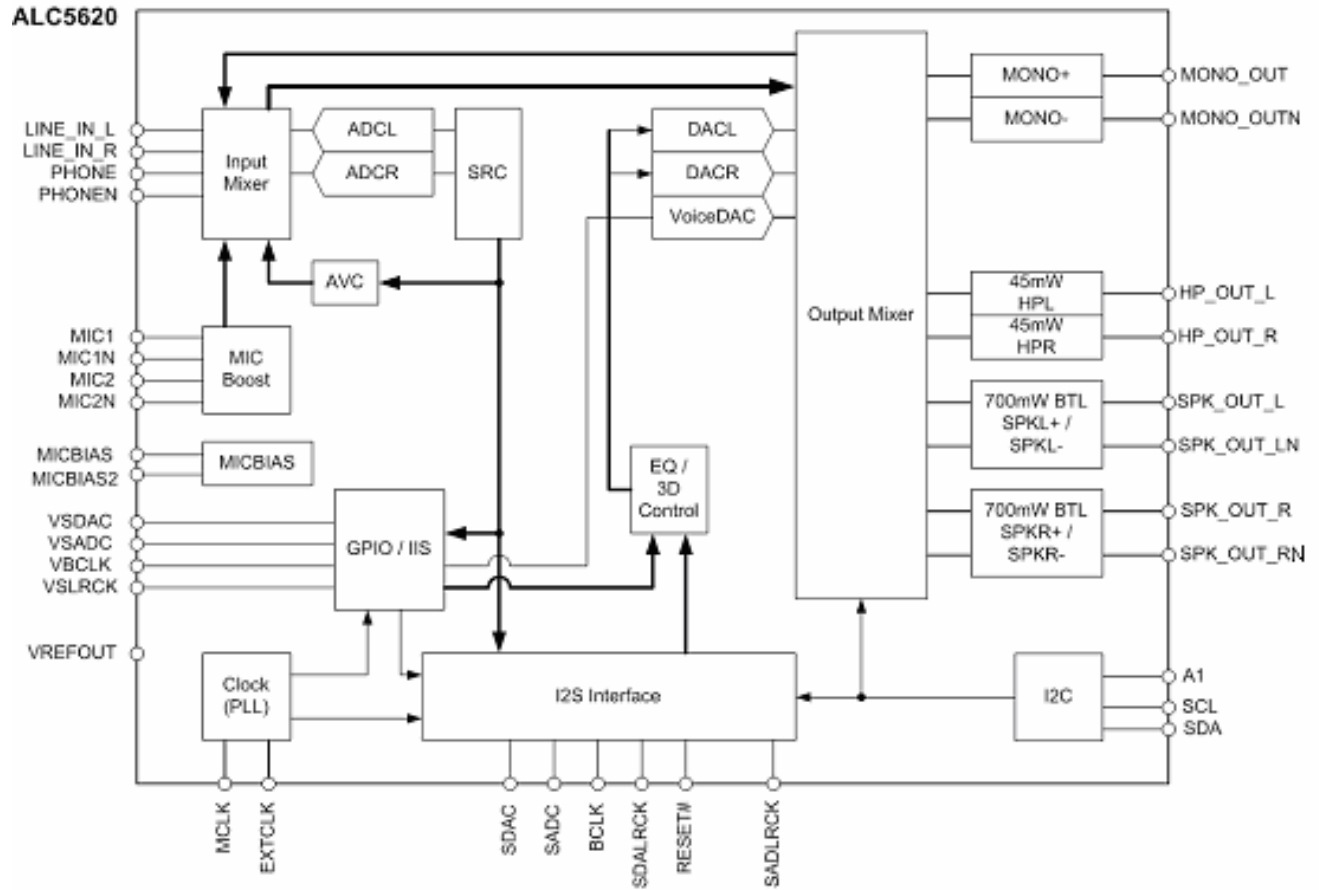 ALC5620
LINE_IN_L
LINE_IN_R
PHONE
PHONEN
MIC1
MIC1N
MIC2
MIC2N
MICBIAS
MICBIAS2
VSDAC
VSADC
VBCLK
VSLRCK
VREFOUT
Input
Mixer
ADCL
ADCR
SRC
AVC
MIC
Boost
MICBIAS
GPIO / IIS
Clock
(PLL)
I2S Interface
DACL
DACR
VoiceDAC
EQ /
3D
Control
Output Mixer
MONO+
MONO-
45mW
HPL
45mW
HPR
700mW BTL
SPKL+ /
SPKL-
700mW BTL
SPKR+ /
SPKR-
I2C
MONO_OUT
MONO_OUTN
HP_OUT_L
HP_OUT_R
SPK_OUT_L
SPK_OUT_LN
SPK_OUT_R
SPK_OUT_RN
A1
SCL
SDA
MCLK
EXTCLK
SDAC
SADC
BCLK
SDALRCK
RESET#
SADLRCK